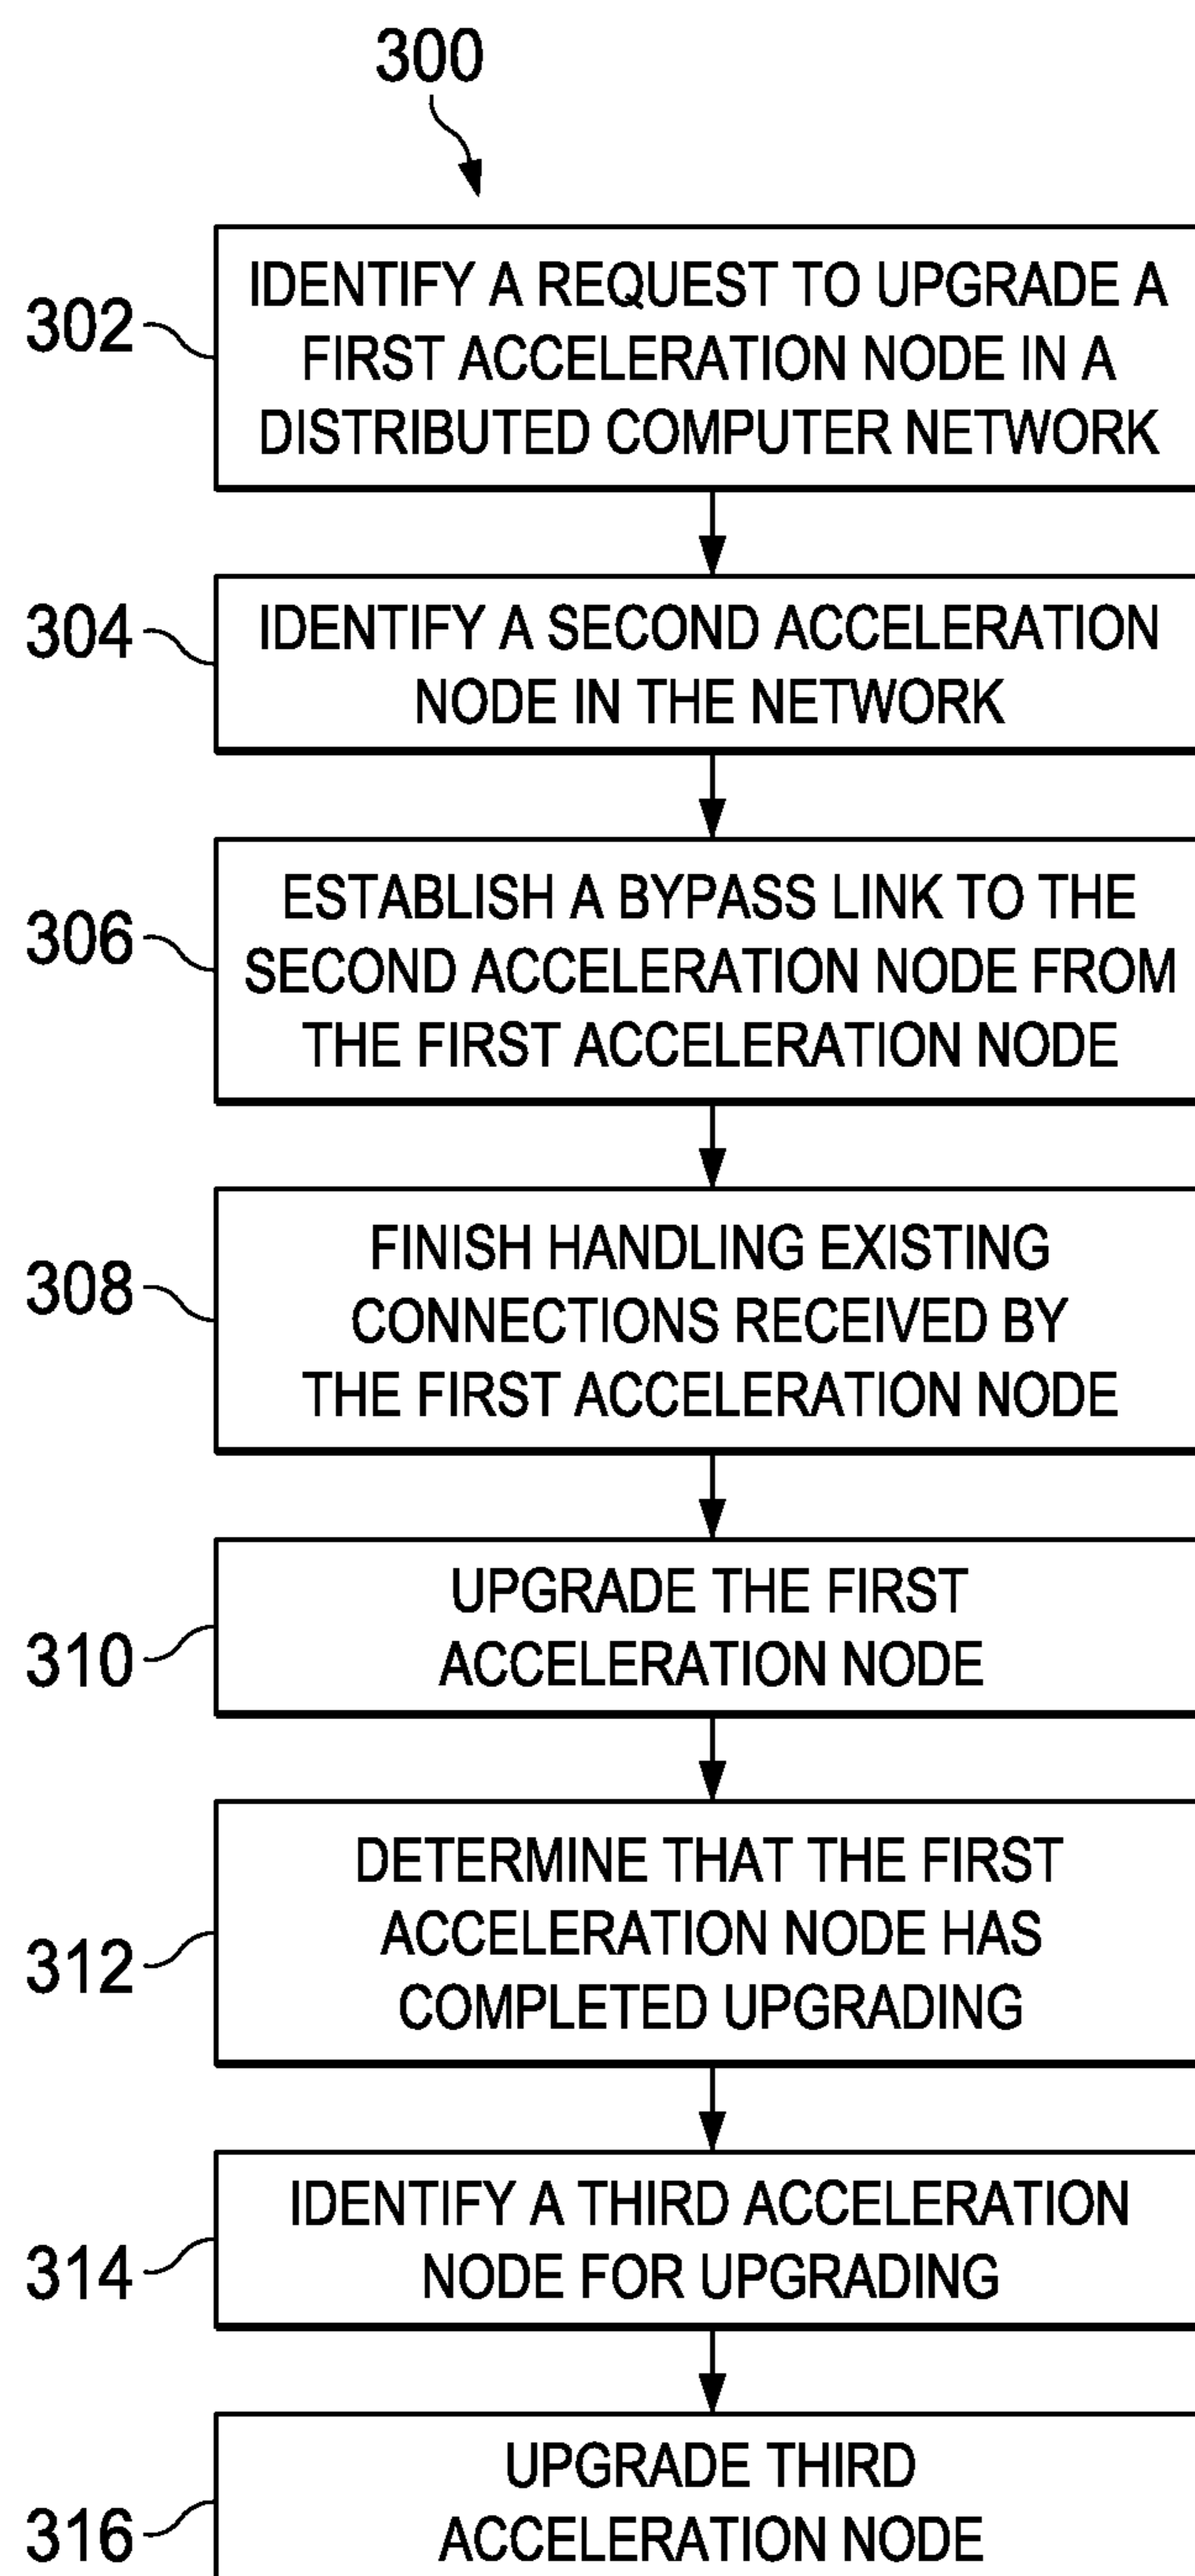 300
302
IDENTIFY A REQUEST TO UPGRADE A
FIRST ACCELERATION NODE IN A
DISTRIBUTED COMPUTER NETWORK
304
IDENTIFY A SECOND ACCELERATION
NODE IN THE NETWORK
306
ESTABLISH A BYPASS LINK TO THE
SECOND ACCELERATION NODE FROM
THE FIRST ACCELERATION NODE
308
FINISH HANDLING EXISTING
CONNECTIONS RECEIVED BY
THE FIRST ACCELERATION NODE
310
UPGRADE THE FIRST
ACCELERATION NODE
312
DETERMINE THAT THE FIRST
ACCELERATION NODE HAS
COMPLETED UPGRADING
314
IDENTIFY A THIRD ACCELERATION
NODE FOR UPGRADING
316
UPGRADE THIRD
ACCELERATION NODE